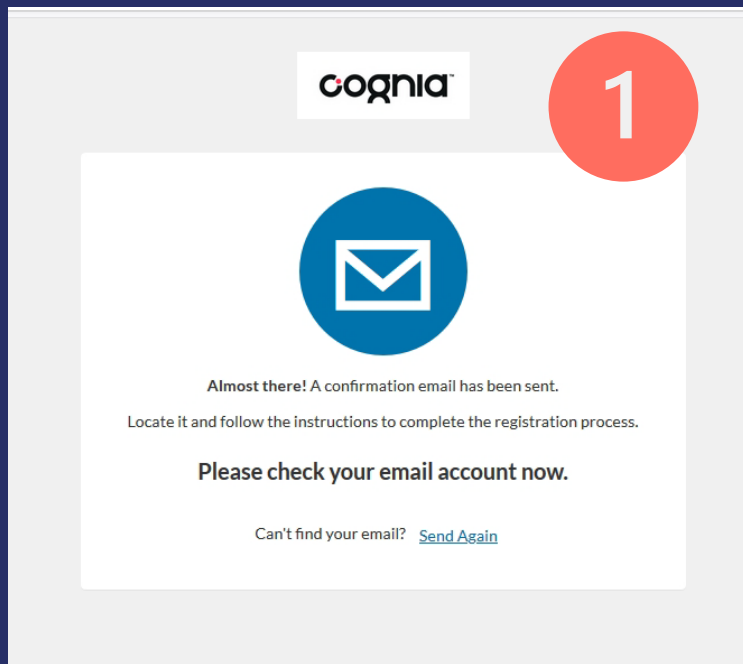 cognia™
1
Almost there! A confirmation email has been sent.
Locate it and follow the instructions to complete the registration process.
Please check your email account now.
Can't find your email? Send Again